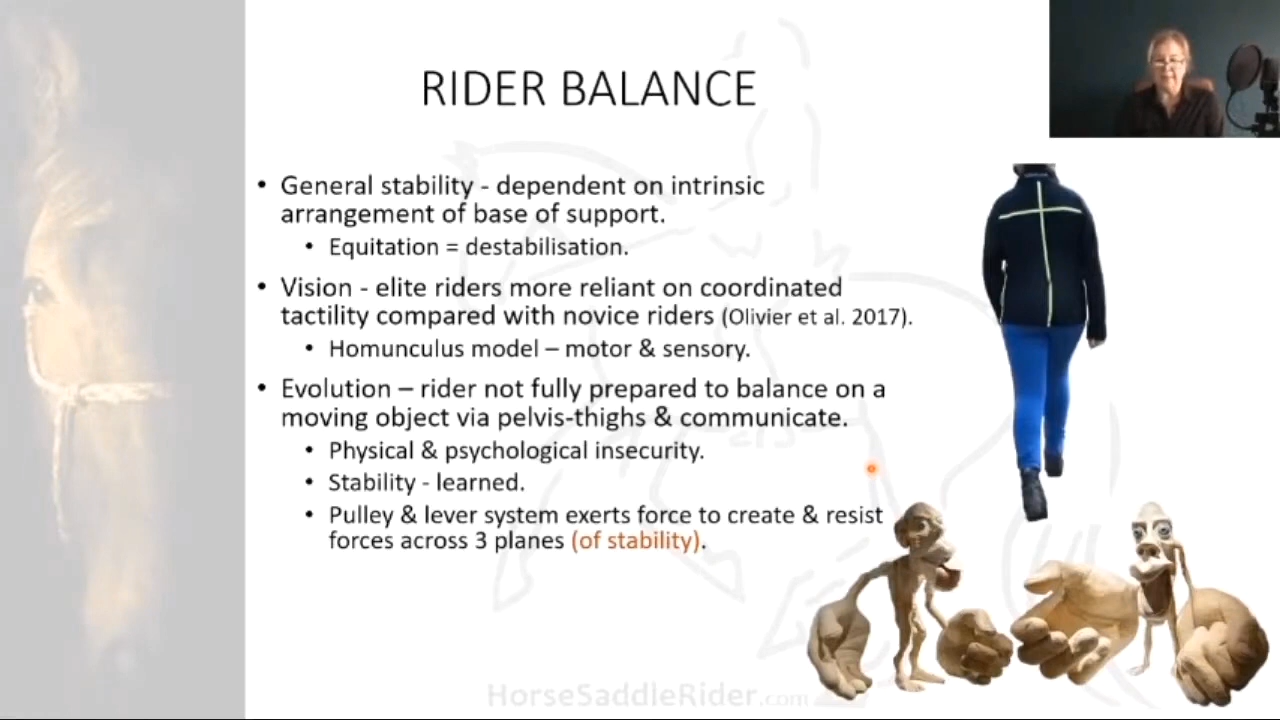 RIDER BALANCE
• General stability - dependent on intrinsic
arrangement of base of support.
• Equitation = destabilisation.
• Vision - elite riders more reliant on coordinated
tactility compared with novice riders (Olivier et al. 2017).
• Homunculus model – motor & sensory.
• Evolution – rider not fully prepared to balance on a
moving object via pelvis-thighs & communicate.
• Physical & psychological insecurity.
• Stability - learned.
• Pulley & lever system exerts force to create & resist
forces across 3 planes (of stability).
HorseSaddleRider.com